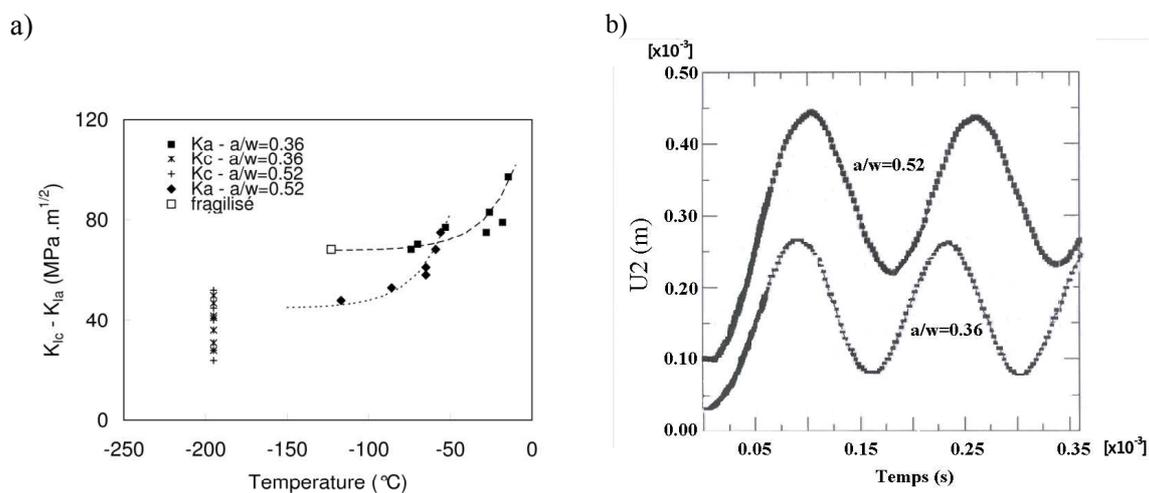 a)
120
80
40
0
-250
-200
-150
-100
-50
0
K_Ic - K_Ia (MPa .m^1/2)
Temperature (°C)
Ka - a/w=0.36
Kc - a/w=0.36
Kc - a/w=0.52
Ka - a/w=0.52
fragilisé
b)
[x10⁻³]
0.50
0.40
0.30
0.20
0.10
0.00
U2 (m)
a/w=0.52
a/w=0.36
0.05
0.15
0.25
0.35
[x10⁻³]
Temps (s)